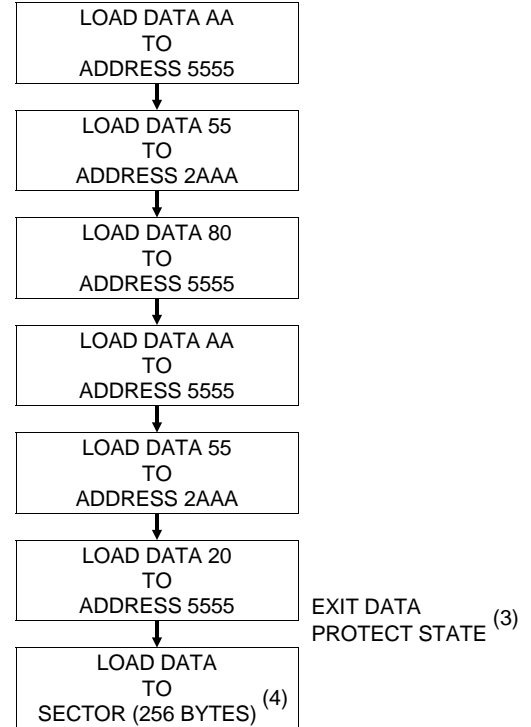 LOAD DATA AA
TO
ADDRESS 5555
LOAD DATA 55
TO
ADDRESS 2AAA
LOAD DATA 80
TO
ADDRESS 5555
LOAD DATA AA
TO
ADDRESS 5555
LOAD DATA 55
TO
ADDRESS 2AAA
LOAD DATA 20
TO
ADDRESS 5555
EXIT DATA
PROTECT STATE (3)
LOAD DATA
TO
SECTOR (256 BYTES) (4)